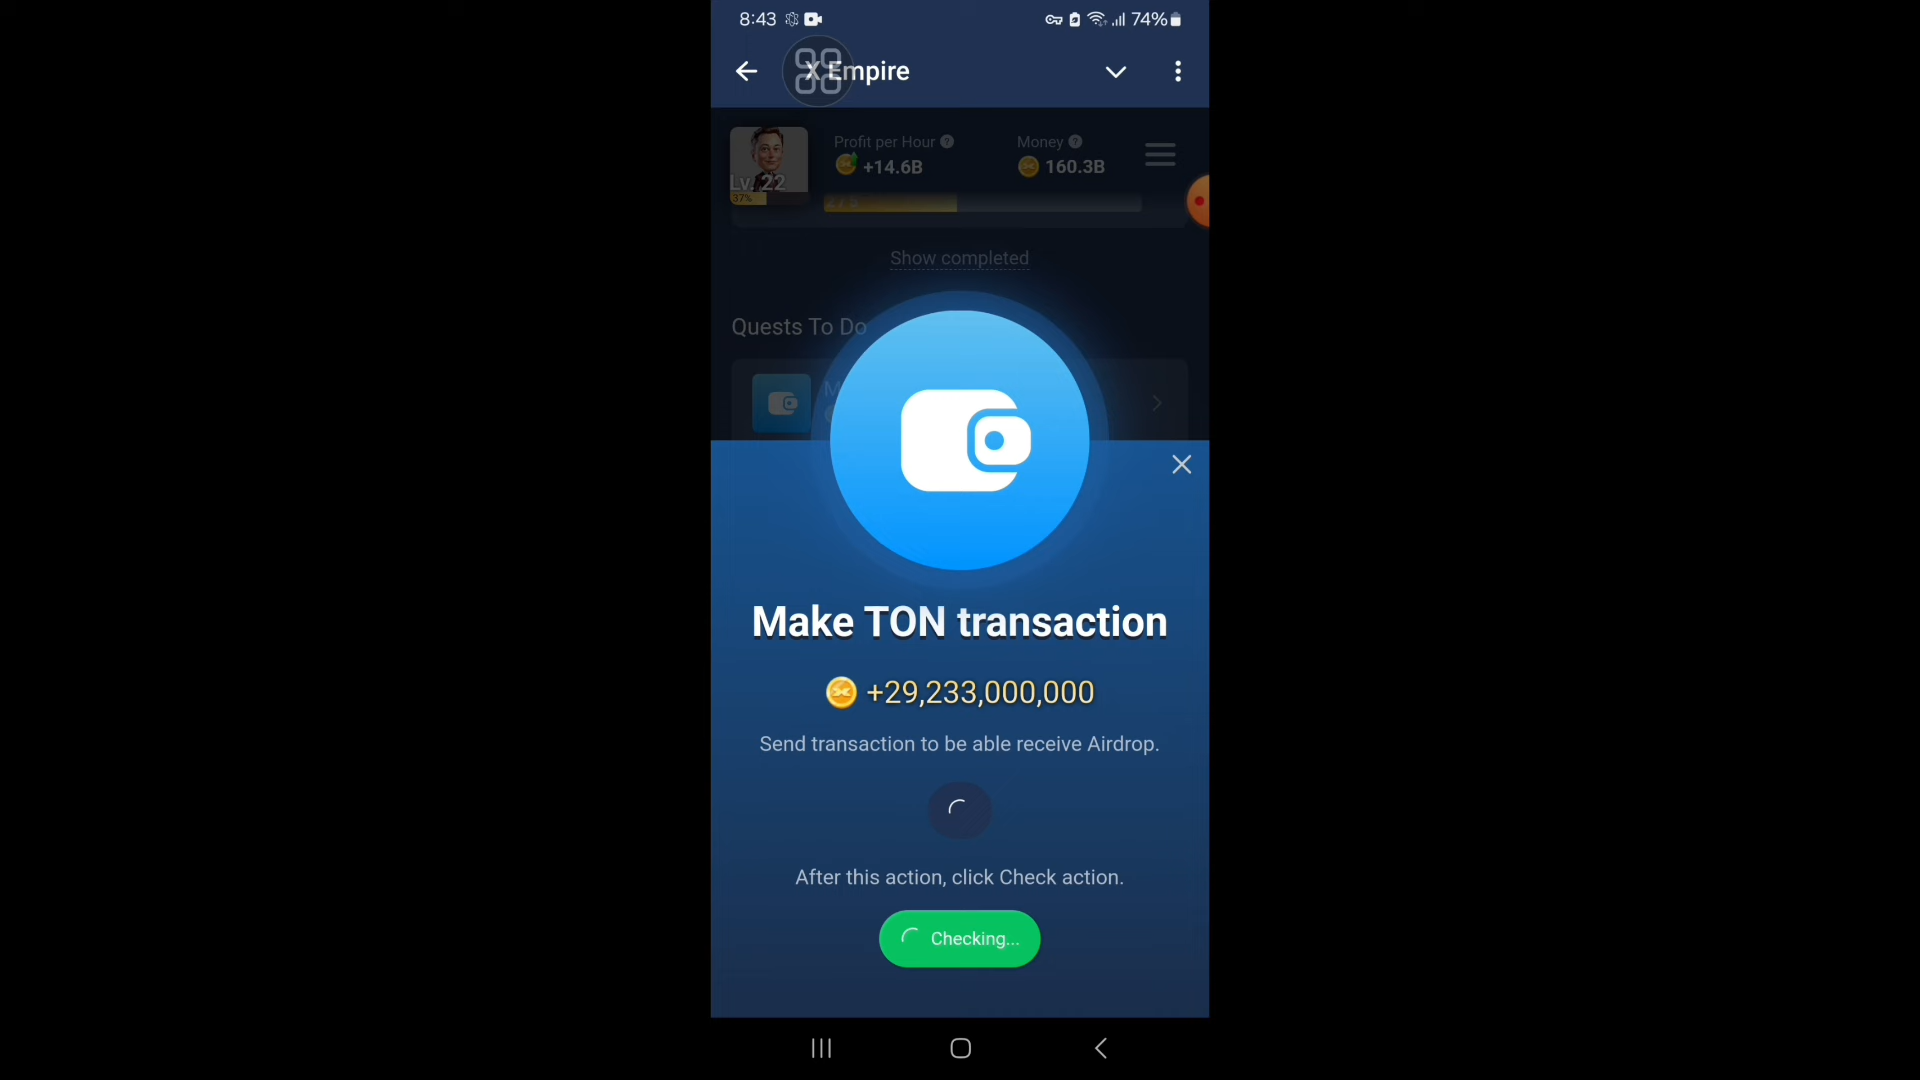 8:43
74%
X Empire
Profit per Hour ?
Money ?
+14.6B
160.3B
Lv. 22
37%
Show completed
Quests To Do
M
Make TON transaction
+29,233,000,000
Send transaction to be able receive Airdrop.
After this action, click Check action.
Checking...